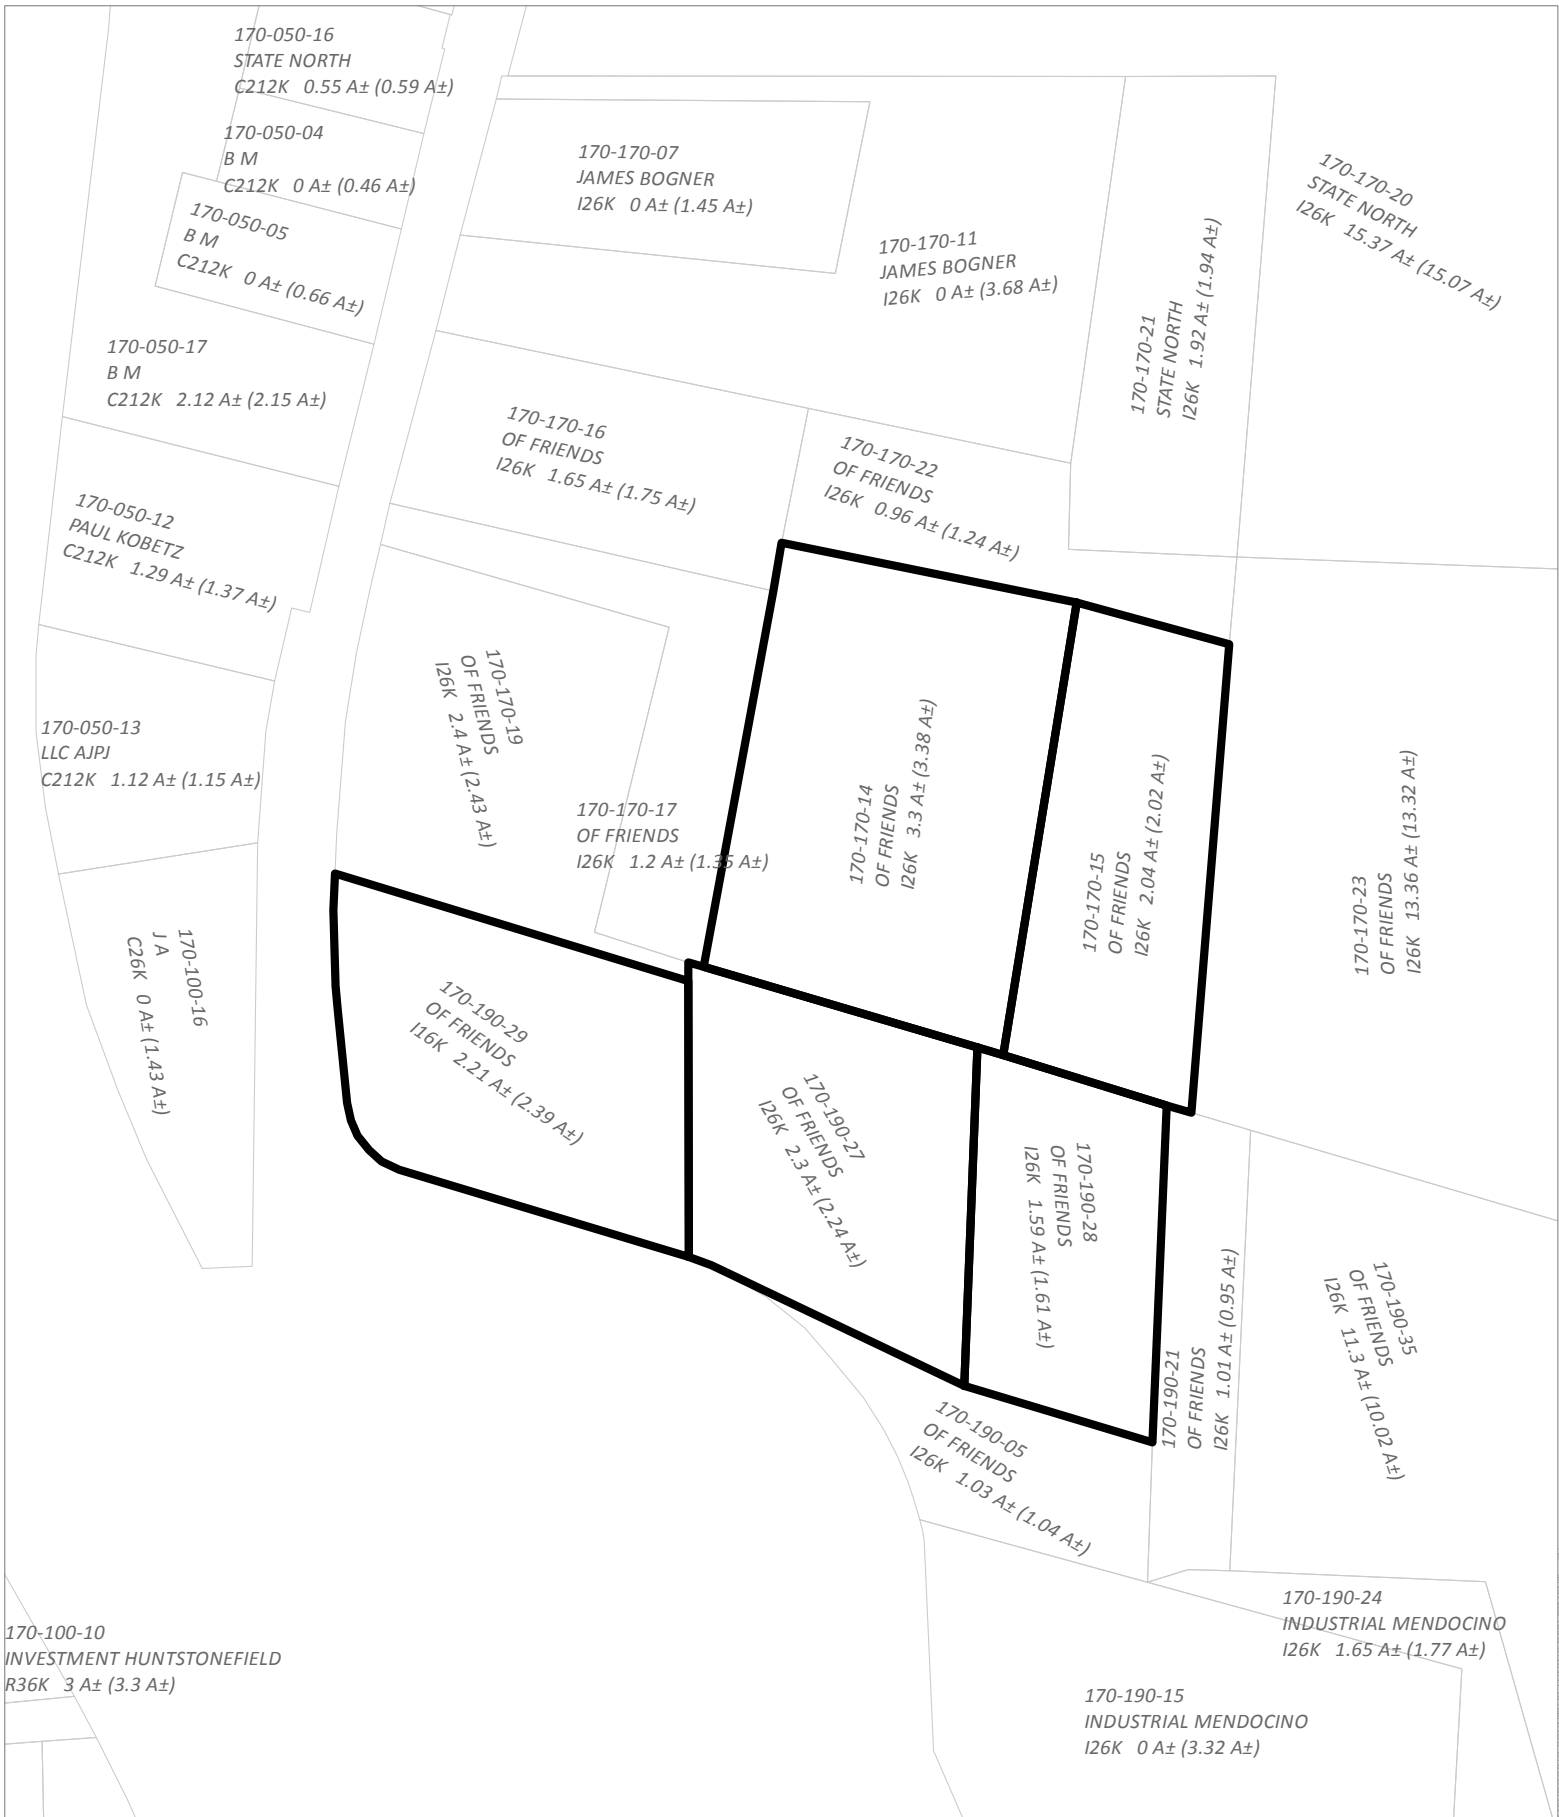 170-050-16
STATE NORTH
C212K 0.55 A± (0.59 A±)
170-050-04
B M
C212K 0 A± (0.46 A±)
170-050-05
B M
C212K 0 A± (0.66 A±)
170-050-17
B M
C212K 2.12 A± (2.15 A±)
170-050-12
PAUL KOBETZ
C212K 1.29 A± (1.37 A±)
170-050-13
LLC AJPJ
C212K 1.12 A± (1.15 A±)
170-100-16
J A
C26K 0 A± (1.43 A±)
170-170-07
JAMES BOGNER
I26K 0 A± (1.45 A±)
170-170-11
JAMES BOGNER
I26K 0 A± (3.68 A±)
170-170-21
STATE NORTH
I26K 1.92 A± (1.94 A±)
170-170-20
STATE NORTH
I26K 15.37 A± (15.07 A±)
170-170-16
OF FRIENDS
I26K 1.65 A± (1.75 A±)
170-170-22
OF FRIENDS
I26K 0.96 A± (1.24 A±)
170-170-19
OF FRIENDS
I26K 2.4 A± (2.43 A±)
170-170-17
OF FRIENDS
I26K 1.2 A± (1.35 A±)
170-170-14
OF FRIENDS
I26K 3.3 A± (3.38 A±)
170-170-15
OF FRIENDS
I26K 2.04 A± (2.02 A±)
170-170-23
OF FRIENDS
I26K 13.36 A± (13.32 A±)
170-190-29
OF FRIENDS
I16K 2.21 A± (2.39 A±)
170-190-27
OF FRIENDS
I26K 2.3 A± (2.24 A±)
170-190-28
OF FRIENDS
I26K 1.59 A± (1.61 A±)
170-190-21
OF FRIENDS
I26K 1.01 A± (0.95 A±)
170-190-35
OF FRIENDS
I26K 11.3 A± (10.02 A±)
170-190-05
OF FRIENDS
I26K 1.03 A± (1.04 A±)
170-190-24
INDUSTRIAL MENDOCINO
I26K 1.65 A± (1.77 A±)
170-100-10
INVESTMENT HUNTSTONEFIELD
R36K 3 A± (3.3 A±)
170-190-15
INDUSTRIAL MENDOCINO
I26K 0 A± (3.32 A±)